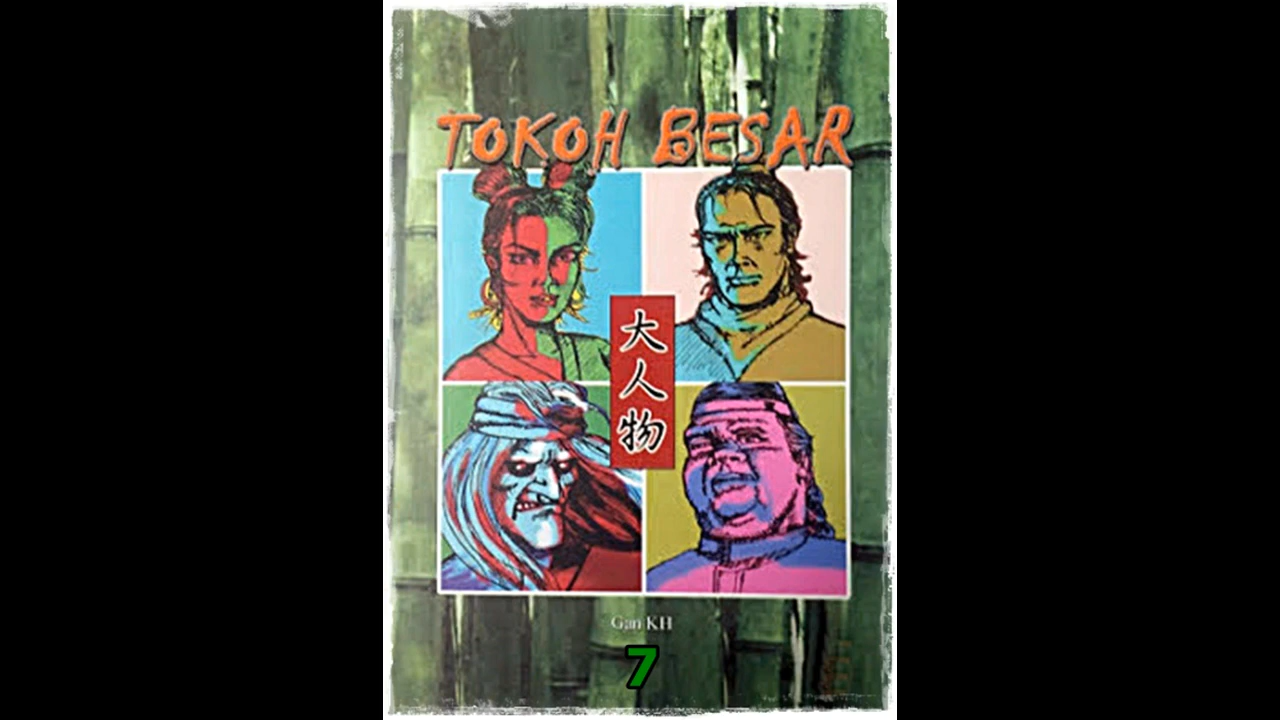 TOKOH BESAR
大
人
物
Gan KH
7